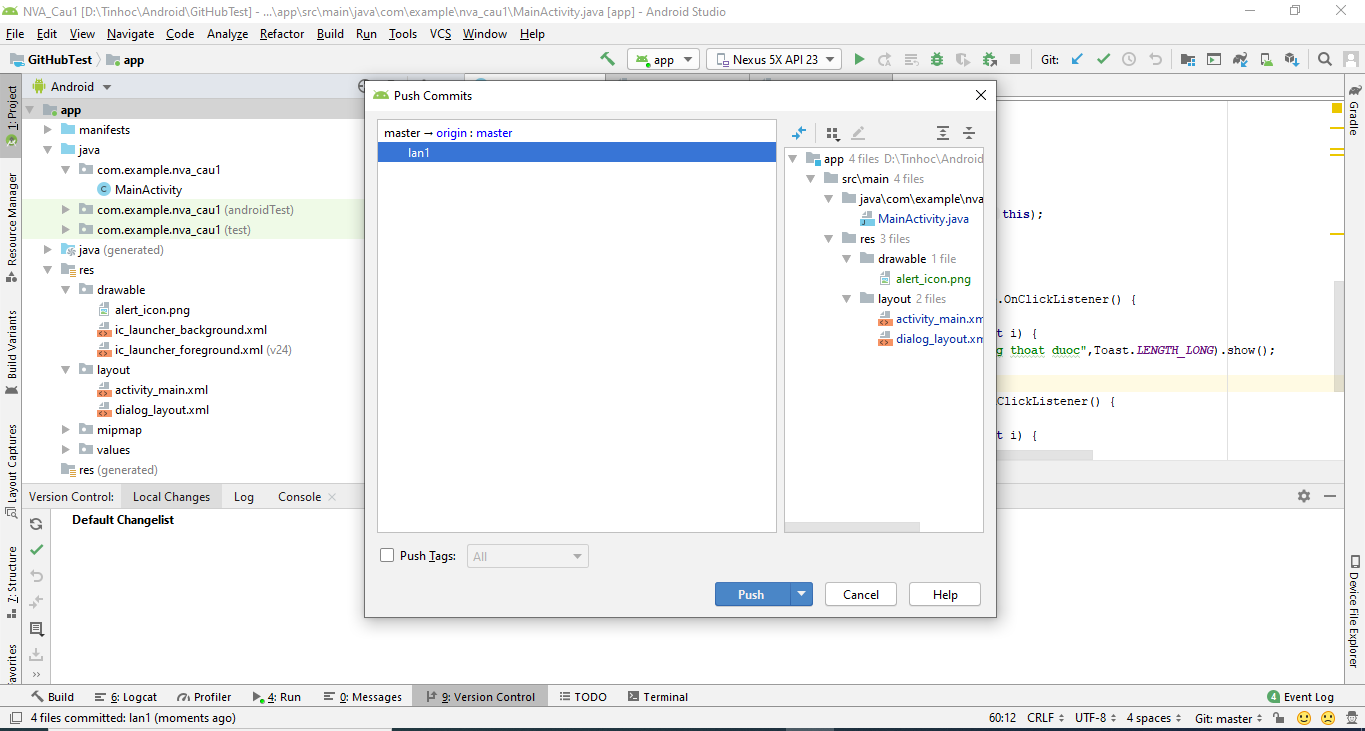 NVA_Cau1 [D:\Tinhoc\Android\GitHubTest] - ...\app\src\main\java\com\example\nva_cau1\MainActivity.java [app] - Android Studio
File Edit View Navigate Code Analyze Refactor Build Run Tools VCS Window Help
GitHubTest app
app Nexus 5X API 23 Git:
1: Project
Resource Manager
Build Variants
Layout Captures
7: Structure
Android
app
manifests
java
com.example.nva_cau1
MainActivity
com.example.nva_cau1 (androidTest)
com.example.nva_cau1 (test)
java (generated)
res
drawable
alert_icon.png
ic_launcher_background.xml
ic_launcher_foreground.xml (v24)
layout
activity_main.xml
dialog_layout.xml
mipmap
values
res (generated)
Push Commits
master → origin : master
lan1
app 4 files D:\Tinhoc\Android
src\main 4 files
java\com\example\nva
MainActivity.java
res 3 files
drawable 1 file
alert_icon.png
layout 2 files
activity_main.xm
dialog_layout.xm
Push Tags: All
Push Cancel Help
this);
.OnClickListener() {
t i) {
g thoat duoc",Toast.LENGTH_LONG).show();
ClickListener() {
t i) {
Gradle
Device File Explorer
Version Control: Local Changes Log Console
Default Changelist
Build 6: Logcat Profiler 4: Run 0: Messages 9: Version Control TODO Terminal 4 Event Log
4 files committed: lan1 (moments ago) 60:12 CRLF UTF-8 4 spaces Git: master